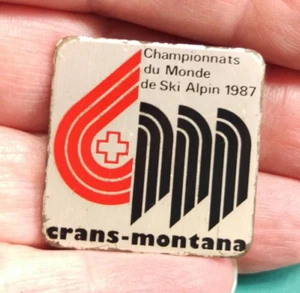 Championnats
du Monde
de Ski Alpin 1987
crans-montana